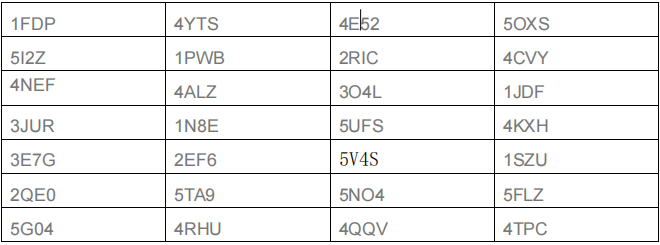 1FDP 4YTS 4E52 5OXS
5I2Z 1PWB 2RIC 4CVY
4NEF 4ALZ 3O4L 1JDF
3JUR 1N8E 5UFS 4KXH
3E7G 2EF6 5V4S 1SZU
2QE0 5TA9 5NO4 5FLZ
5G04 4RHU 4QQV 4TPC